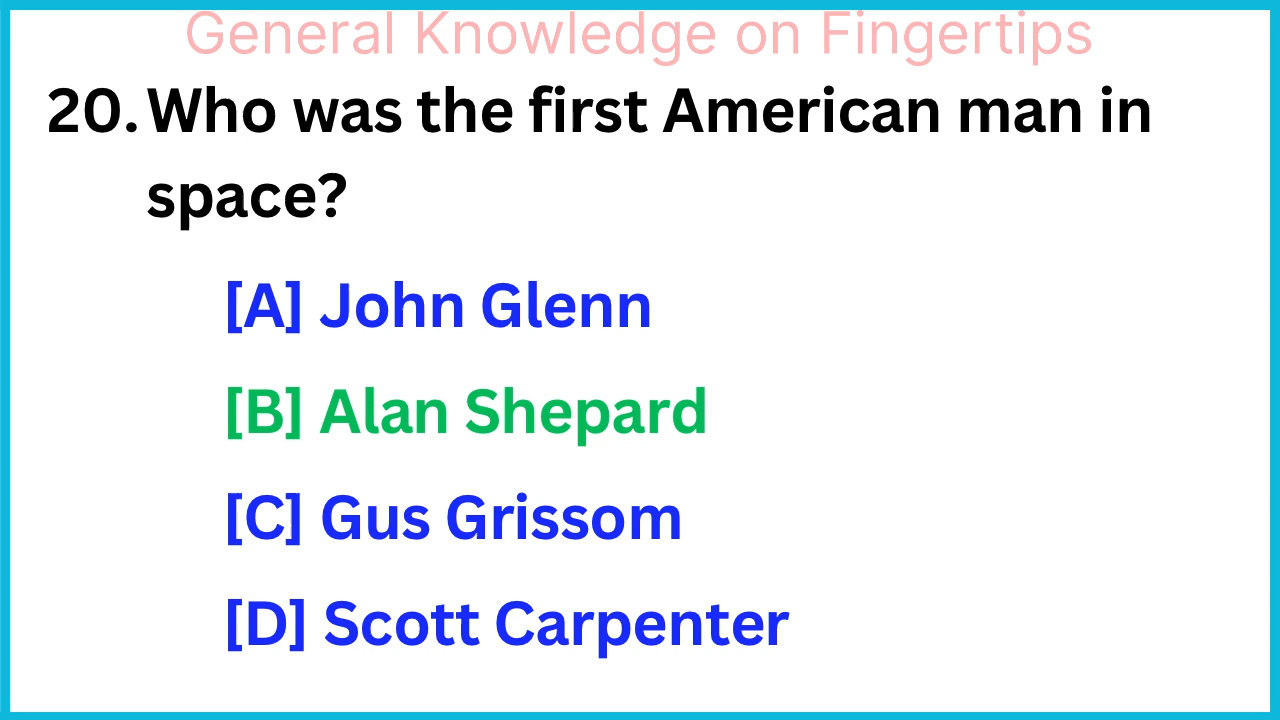 General Knowledge on Fingertips
20. Who was the first American man in
space?
[A] John Glenn
[B] Alan Shepard
[C] Gus Grissom
[D] Scott Carpenter